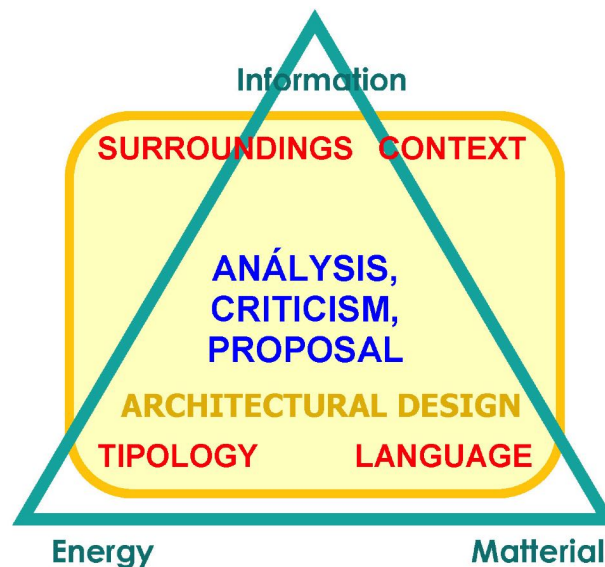 Information
SURROUNDINGS CONTEXT
ANÁLYSIS,
CRITICISM,
PROPOSAL
ARCHITECTURAL DESIGN
TIPOLOGY LANGUAGE
Energy Matterial